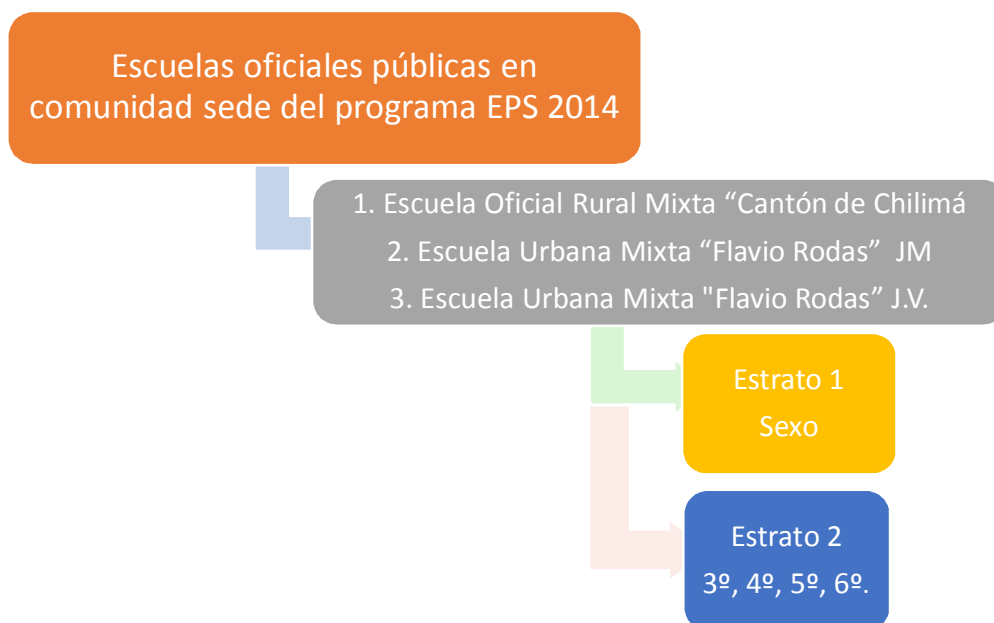 Escuelas oficiales públicas en
comunidad sede del programa EPS 2014
1. Escuela Oficial Rural Mixta “Cantón de Chilimá
2. Escuela Urbana Mixta “Flavio Rodas” JM
3. Escuela Urbana Mixta "Flavio Rodas” J.V.
Estrato 1
Sexo
Estrato 2
3º, 4º, 5º, 6º.